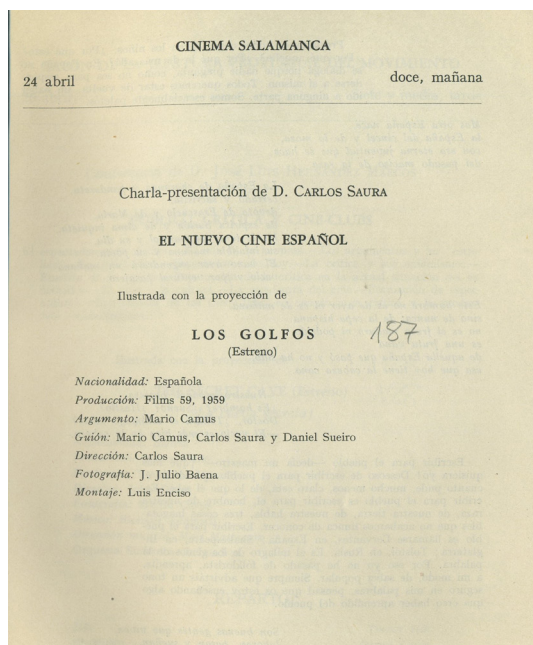 CINEMA SALAMANCA
24 abril doce, mañana
Charla-presentación de D. CARLOS SAURA
EL NUEVO CINE ESPAÑOL
Ilustrada con la proyección de
LOS GOLFOS 187
(Estreno)
Nacionalidad: Española
Producción: Films 59, 1959
Argumento: Mario Camus
Guión: Mario Camus, Carlos Saura y Daniel Sueiro
Dirección: Carlos Saura
Fotografía: J. Julio Baena
Montaje: Luis Enciso